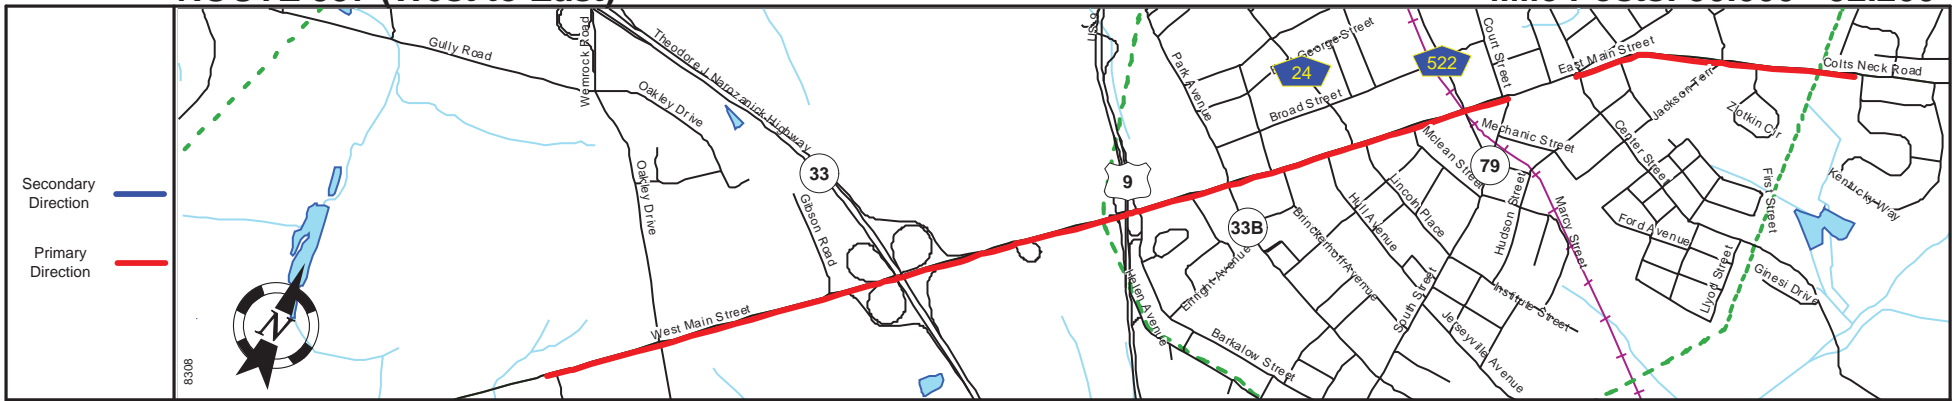 Secondary
Direction
Primary
Direction
8308
Gully Road
Wemrock Road
Theodore J Narozanick Highway
Oakley Drive
Oakley Drive
33
Gibson Road
West Main Street
N
9
Helen Avenue
Park Avenue
George Street
24
Broad Street
522
Court Street
East Main Street
Colts Neck Road
Jackson Terr
Zlotkin Cir
Mechanic Street
Mclean Street
79
Center Street
First Street
Kentucky Way
33B
Enright Avenue
Brinckerhoff Avenue
Hull Avenue
Lincoln Place
Hudson Street
Marcy Street
Ford Avenue
Llyod Street
Ginesi Drive
South Street
Institute Street
Jerseyville Avenue
Barkalow Street